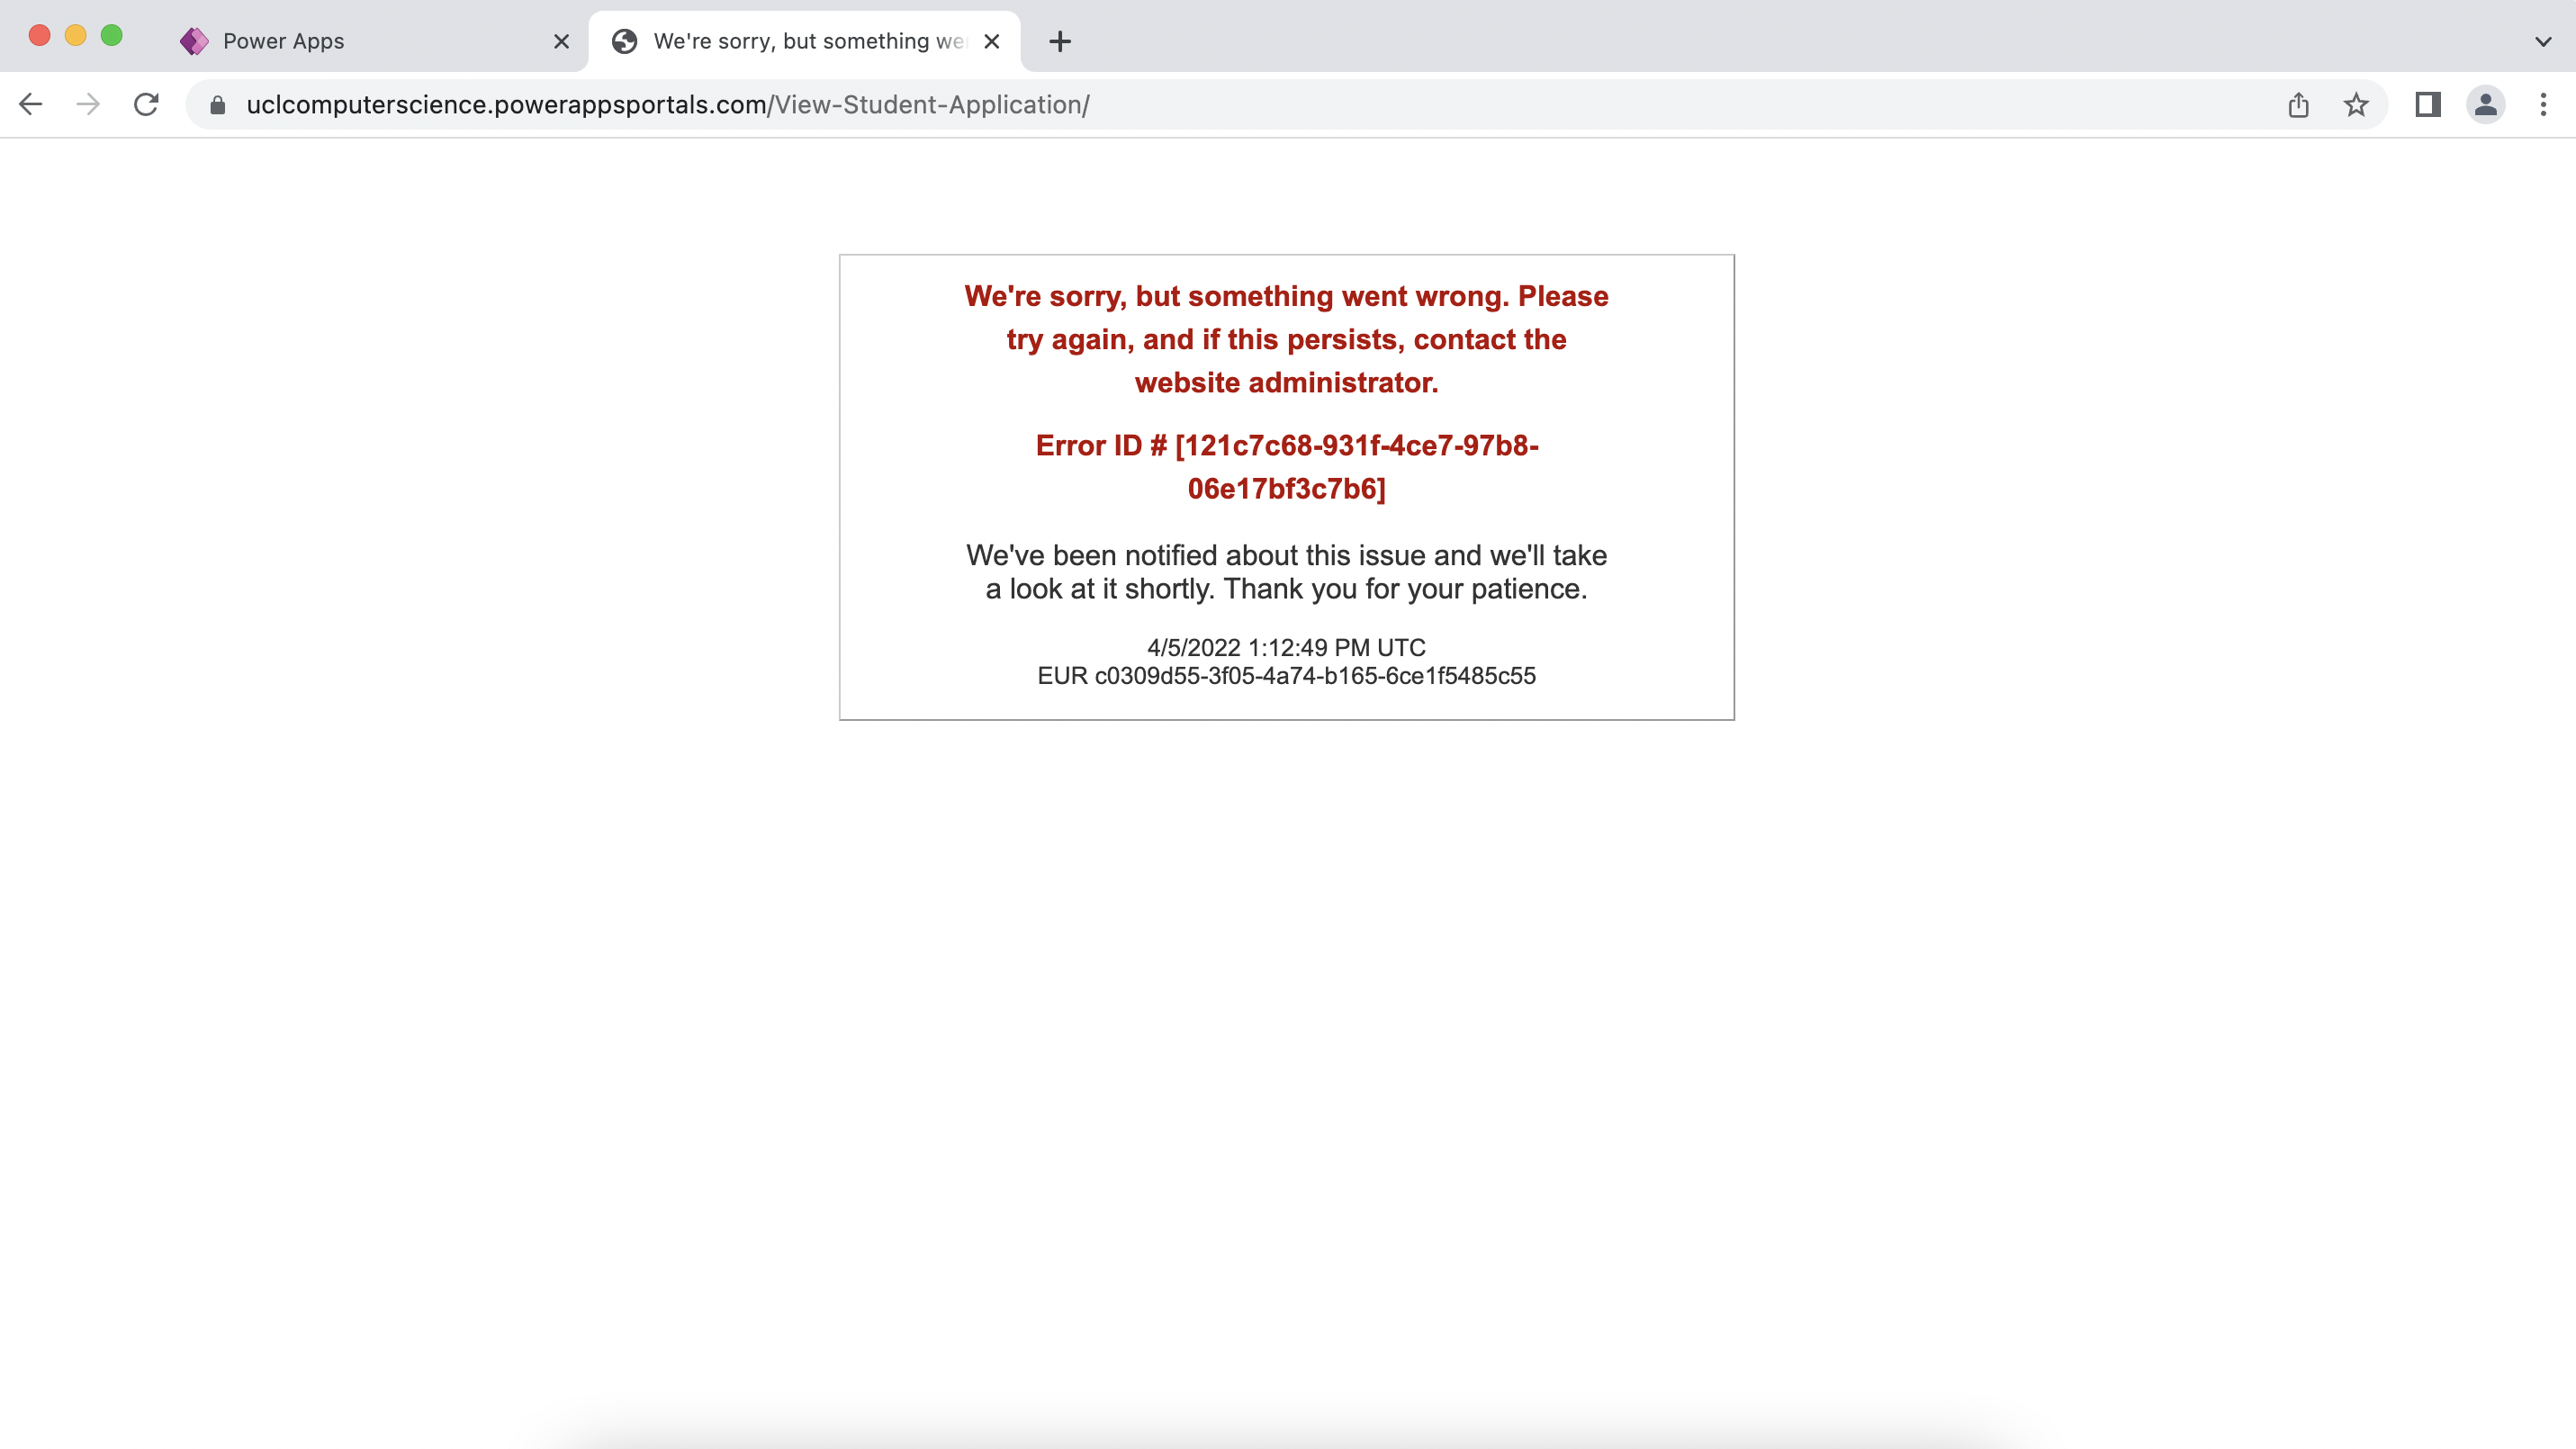 Power Apps
We're sorry, but something we
uclcomputerscience.powerappsportals.com/View-Student-Application/
We're sorry, but something went wrong. Please
try again, and if this persists, contact the
website administrator.
Error ID # [121c7c68-931f-4ce7-97b8-
06e17bf3c7b6]
We've been notified about this issue and we'll take
a look at it shortly. Thank you for your patience.
4/5/2022 1:12:49 PM UTC
EUR c0309d55-3f05-4a74-b165-6ce1f5485c55